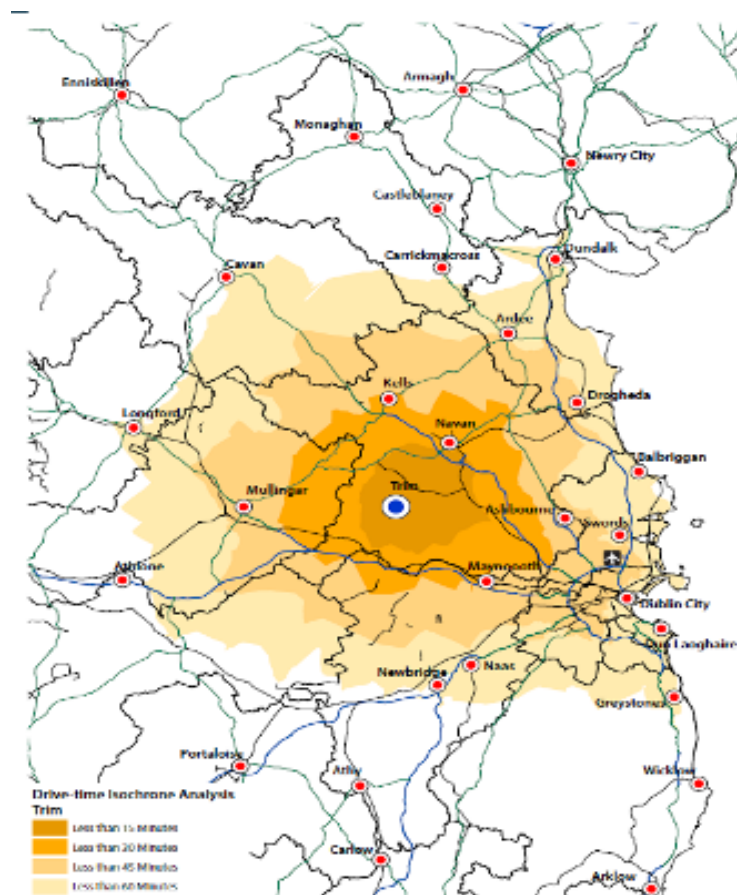 Armagh
Enniskillen
Monaghan
Newry City
Castleblaney
Dundalk
Cavan
Carrickmacross
Ardee
Kells
Drogheda
Longford
Navan
Balbriggan
Mullingar
Trim
Ashbourne
Swords
Athlone
Maynooth
Dublin City
Dun Laoghaire
Naas
Newbridge
Greystones
Portaloise
Athy
Wicklow
Drive-time Isochrone Analysis
Trim
Less than 15 Minutes
Less than 30 Minutes
Less than 45 Minutes
Less than 60 Minutes
Carlow
Arklow